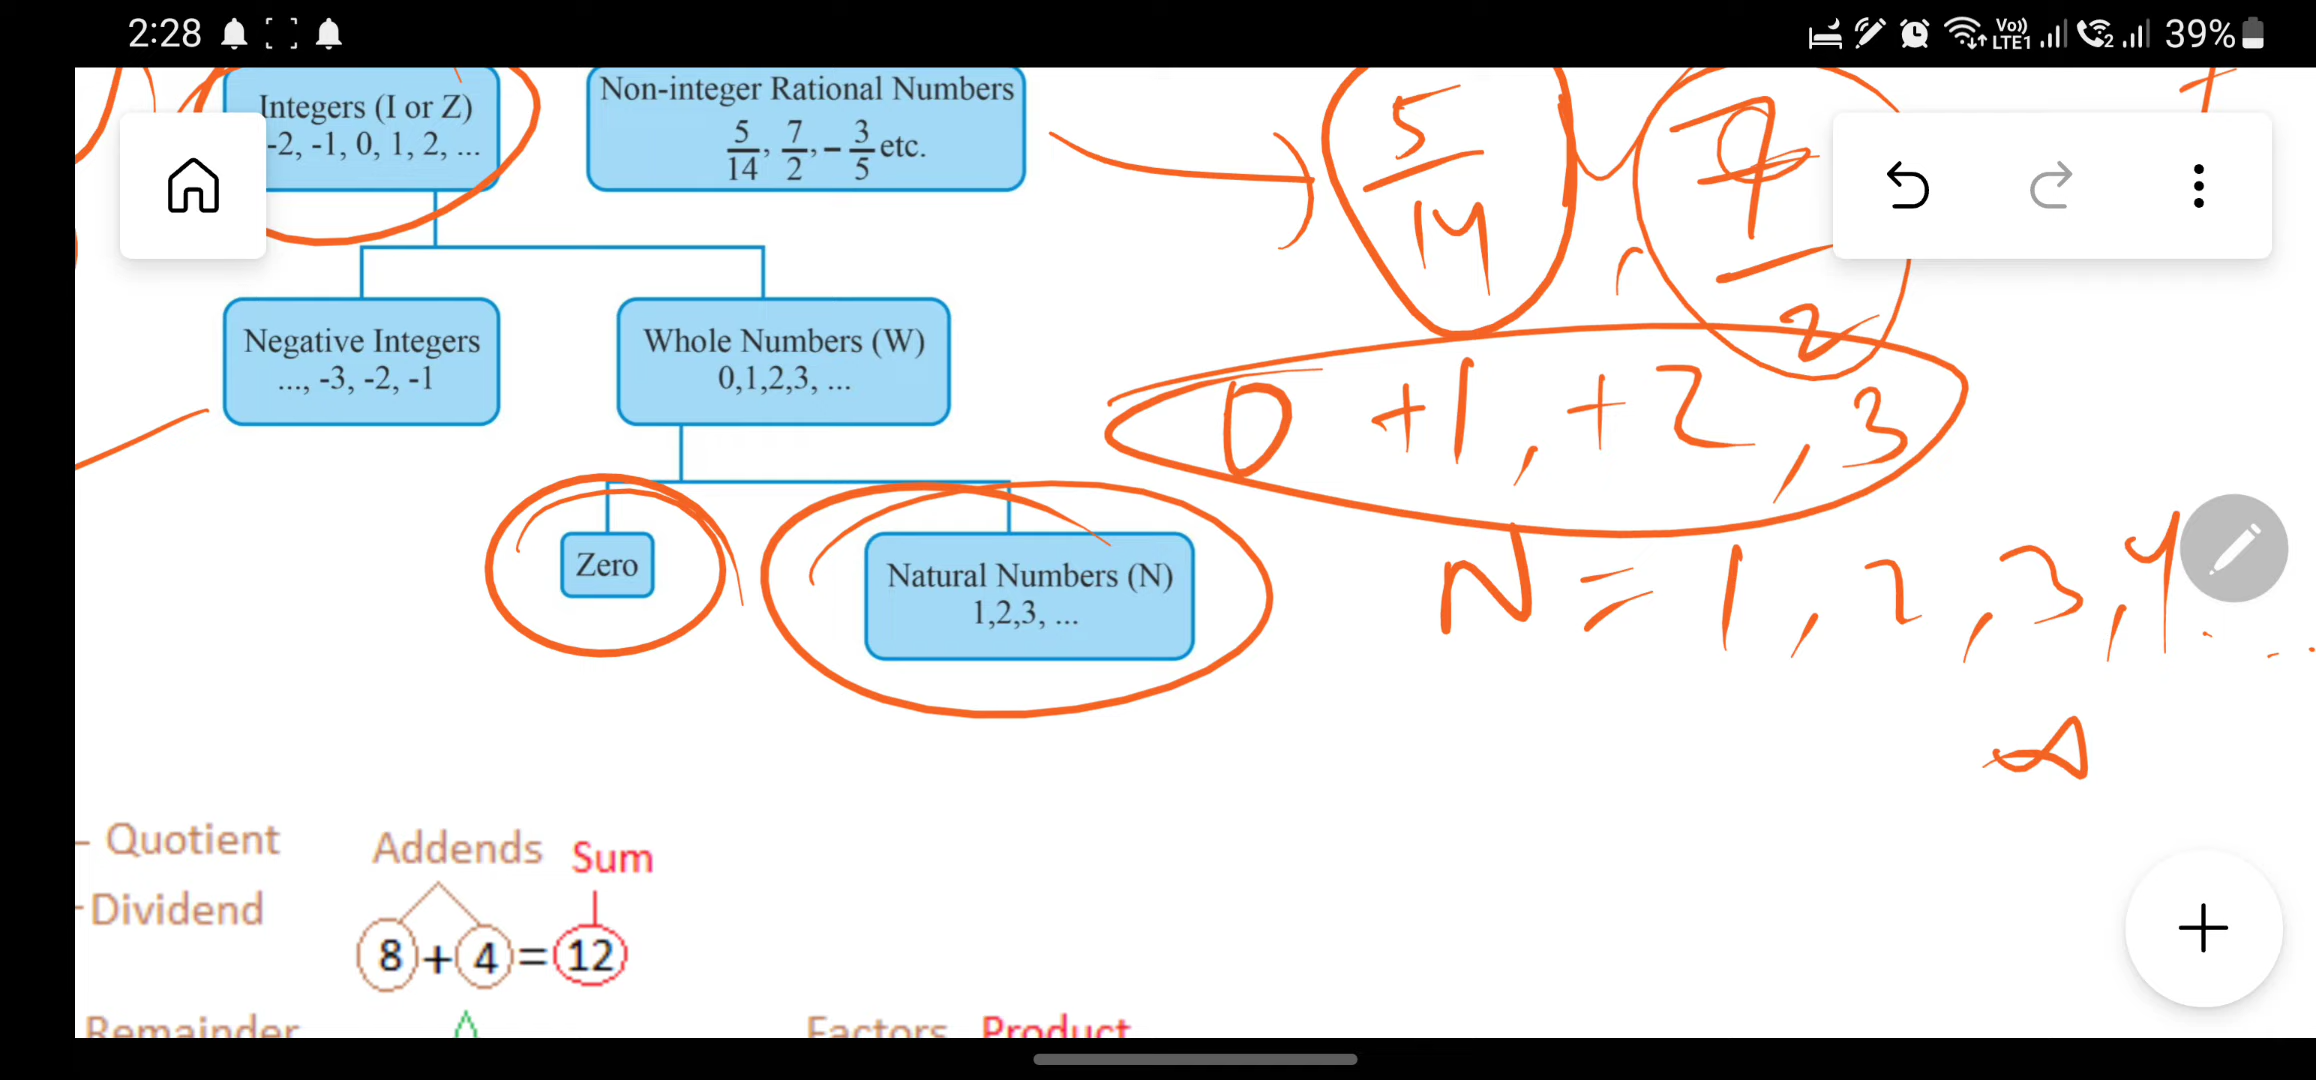 2:28 Vo)) LTE1 2 39%
Integers (I or Z)
-2, -1, 0, 1, 2, ...
Non-integer Rational Numbers
5/14, 7/2, -3/5 etc.
5/14
7/2
Negative Integers
..., -3, -2, -1
Whole Numbers (W)
0,1,2,3, ...
0 +1, +2, 3
Zero
Natural Numbers (N)
1,2,3, ...
N = 1, 2, 3, 4 ....
Quotient
Addends Sum
Dividend
8+4=12
Remainder
Factors Product